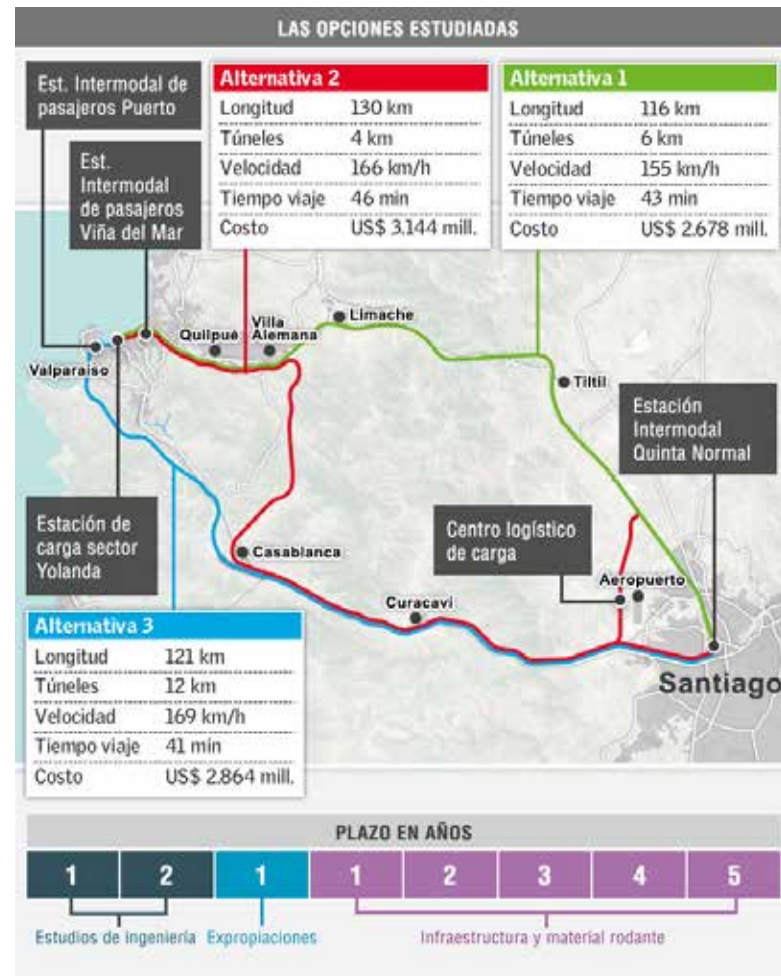 LAS OPCIONES ESTUDIADAS
Est. Intermodal de
pasajeros Puerto
Est.
Intermodal
de pasajeros
Viña del Mar
Alternativa 2
Longitud 130 km
Túneles 4 km
Velocidad 166 km/h
Tiempo viaje 46 min
Costo US$ 3.144 mill.
Alternativa 1
Longitud 116 km
Túneles 6 km
Velocidad 155 km/h
Tiempo viaje 43 min
Costo US$ 2.678 mill.
Limache
Villa
Alemana
Quilpué
Valparaíso
Tiltil
Estación
Intermodal
Quinta Normal
Estación de
carga sector
Yolanda
Centro logístico
de carga
Casablanca
Aeropuerto
Curacaví
Santiago
Alternativa 3
Longitud 121 km
Túneles 12 km
Velocidad 169 km/h
Tiempo viaje 41 min
Costo US$ 2.864 mill.
PLAZO EN AÑOS
1 2 1 1 2 3 4 5
Estudios de ingeniería Expropiaciones Infraestructura y material rodante